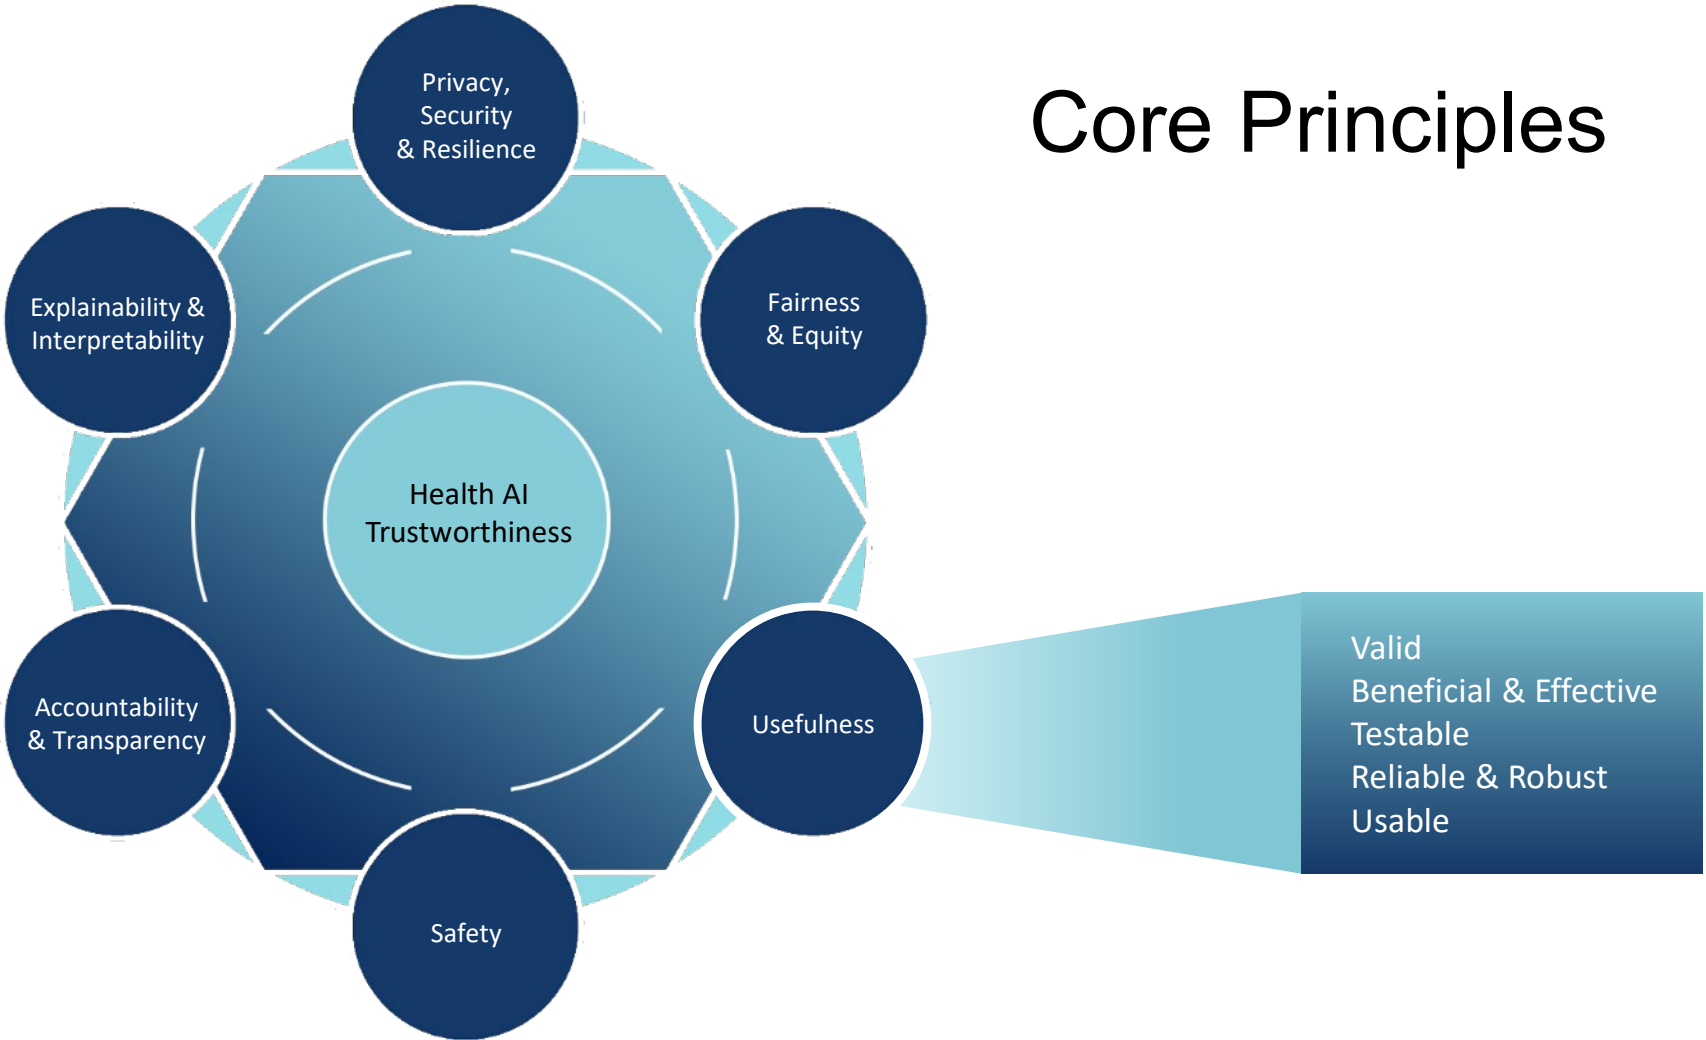 Core Principles
Privacy,
Security
& Resilience
Fairness
& Equity
Usefulness
Safety
Accountability
& Transparency
Explainability &
Interpretability
Health AI
Trustworthiness
Valid
Beneficial & Effective
Testable
Reliable & Robust
Usable